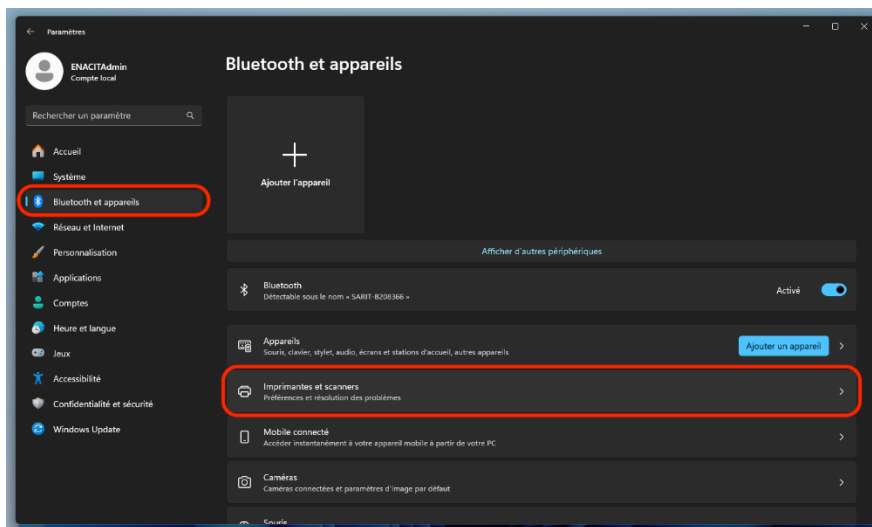 Paramètres
ENACITAdmin
Compte local
Rechercher un paramètre
Accueil
Système
Bluetooth et appareils
Réseau et Internet
Personnalisation
Applications
Comptes
Heure et langue
Jeux
Accessibilité
Confidentialité et sécurité
Windows Update
Bluetooth et appareils
Ajouter l'appareil
Afficher d'autres périphériques
Bluetooth
Détectable sous le nom « SARIT-B208366 »
Activé
Appareils
Souris, clavier, stylet, audio, écrans et stations d'accueil, autres appareils
Ajouter un appareil
Imprimantes et scanners
Préférences et résolution des problèmes
Mobile connecté
Accéder instantanément à votre appareil mobile à partir de votre PC
Caméras
Caméras connectées et paramètres d'image par défaut
Souris